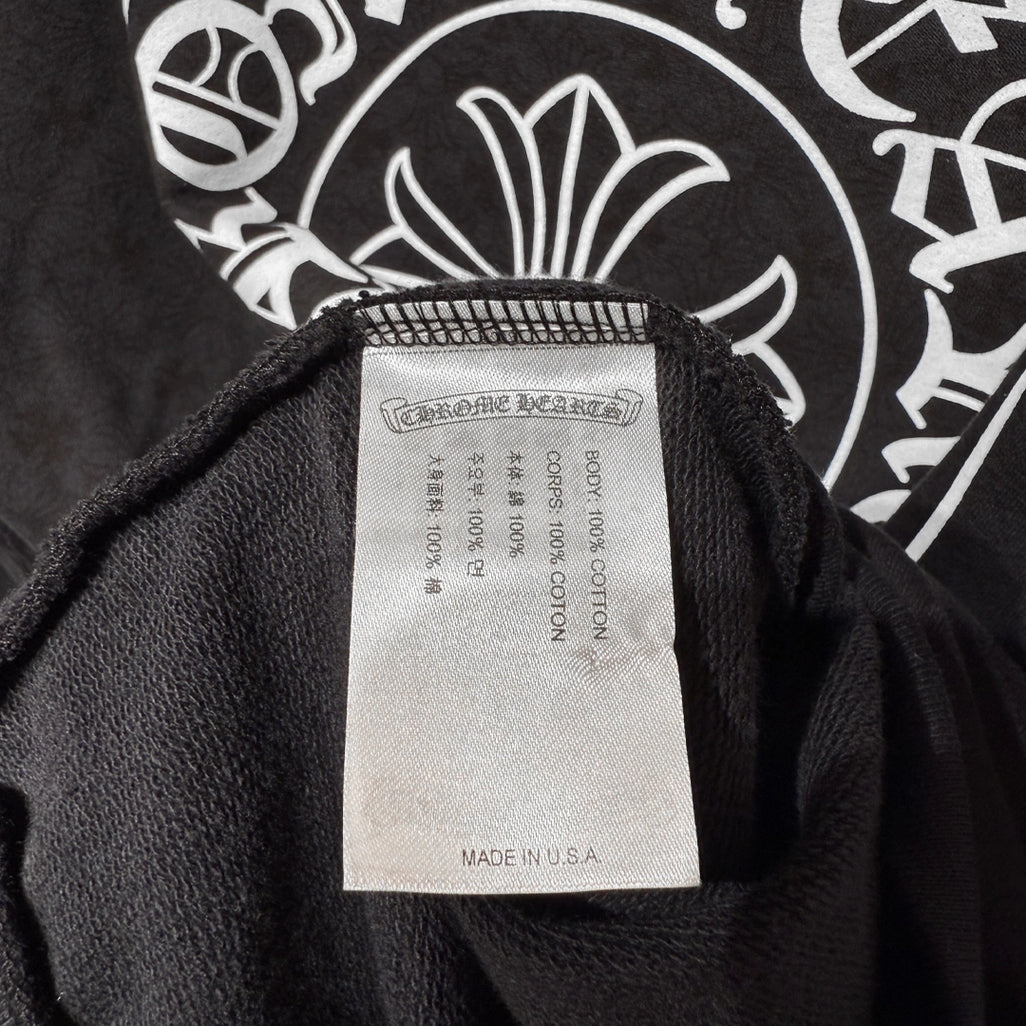 CHROME HEARTS
BODY: 100% COTTON
CORPS: 100% COTON
本体 綿 100%
주요부: 100% 면
大身面料 100% 棉
MADE IN U.S.A.